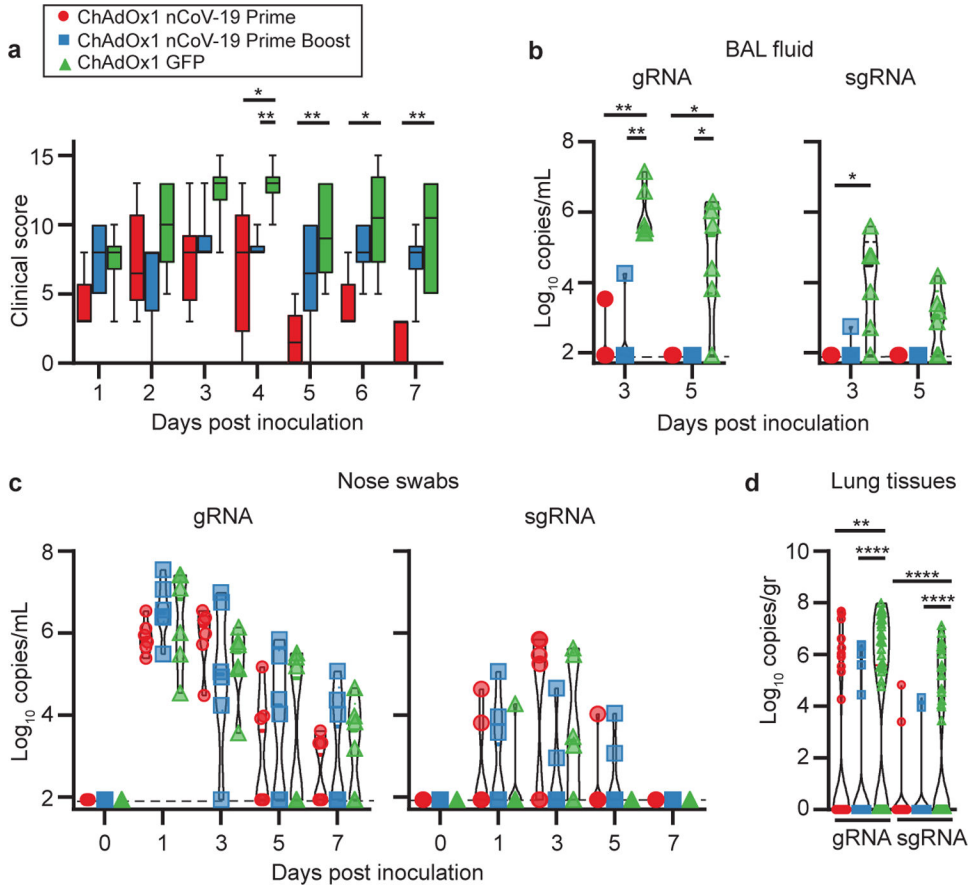 ChAdOx1 nCoV-19 Prime
ChAdOx1 nCoV-19 Prime Boost
ChAdOx1 GFP
a
* ** ** * **
15
10
5
0
Clinical score
1 2 3 4 5 6 7
Days post inoculation
b BAL fluid
gRNA sgRNA
** ** * * *
8
6
4
2
Log10 copies/mL
3 5 3 5
Days post inoculation
c Nose swabs
gRNA sgRNA
8
6
4
2
Log10 copies/mL
0 1 3 5 7 0 1 3 5 7
Days post inoculation
d Lung tissues
** **** **** ****
10
8
6
4
2
0
Log10 copies/gr
gRNA sgRNA